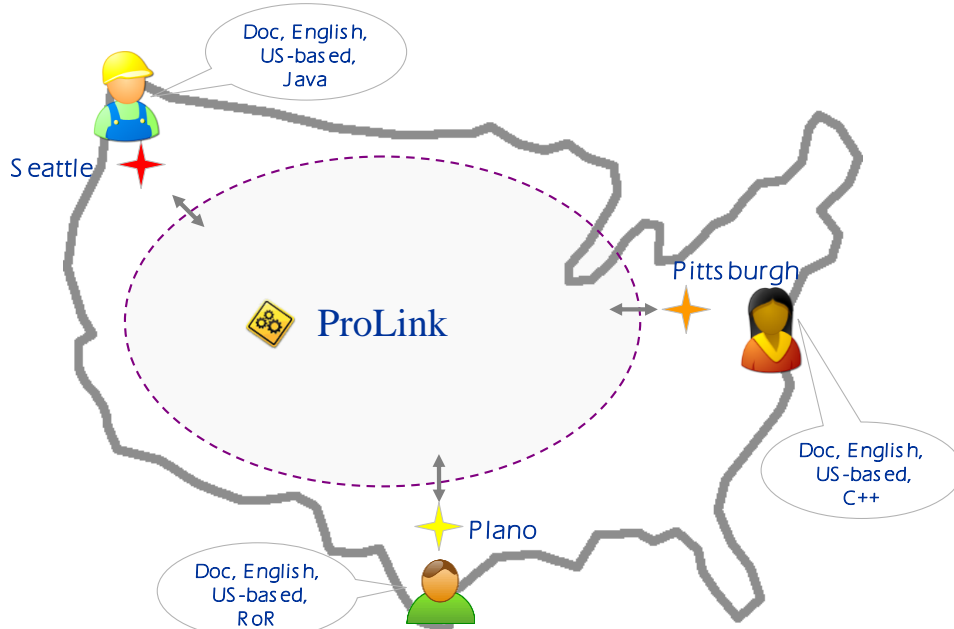 Doc, English,
US-based,
Java
Seattle
Pittsburgh
ProLink
Doc, English,
US-based,
C++
Plano
Doc, English,
US-based,
RoR